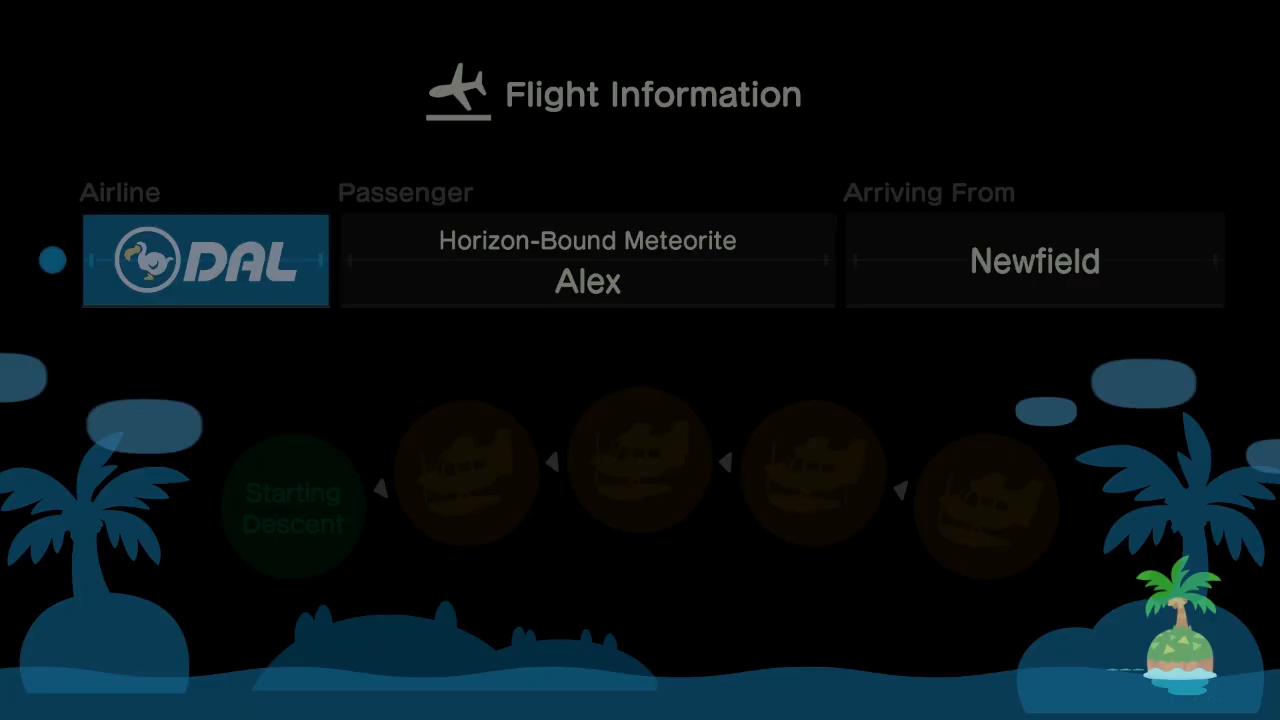 Flight Information
Airline
Passenger
Arriving From
DAL
Horizon-Bound Meteorite
Alex
Newfield
Starting
Descent